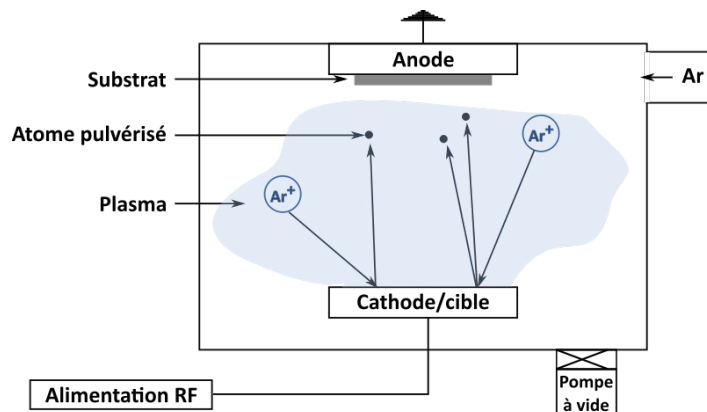 Anode
Substrat
Ar
Atome pulvérisé
Ar+
Plasma
Ar+
Cathode/cible
Alimentation RF
Pompe
à vide